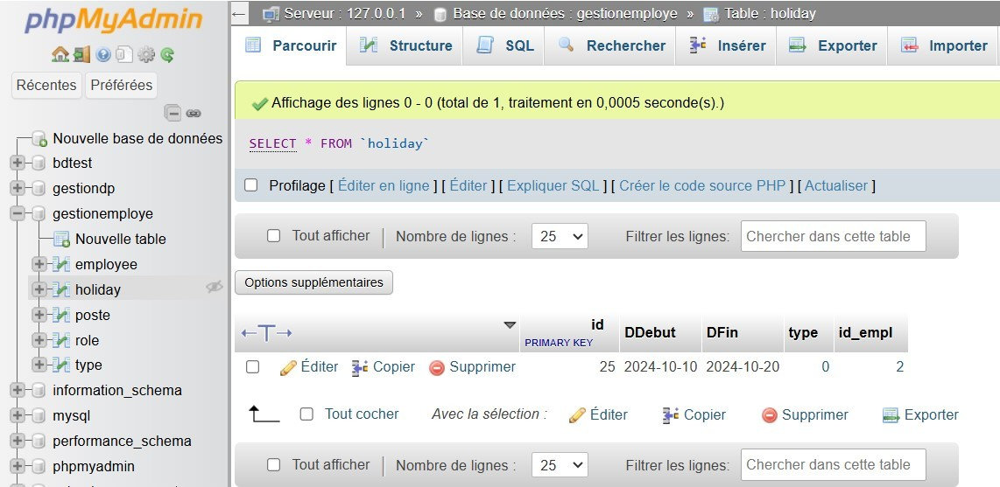 phpMyAdmin
Récentes Préférées
Nouvelle base de données
bdtest
gestiondp
gestionemploye
Nouvelle table
employee
holiday
poste
role
type
information_schema
mysql
performance_schema
phpmyadmin
Serveur : 127.0.0.1 » Base de données : gestionemploye » Table : holiday
Parcourir Structure SQL Rechercher Insérer Exporter Importer
Affichage des lignes 0 - 0 (total de 1, traitement en 0,0005 seconde(s).)
SELECT * FROM `holiday`
Profilage [ Éditer en ligne ] [ Éditer ] [ Expliquer SQL ] [ Créer le code source PHP ] [ Actualiser ]
Tout afficher | Nombre de lignes : 25 Filtrer les lignes: Chercher dans cette table
Options supplémentaires
←T→ id PRIMARY KEY DDebut DFin type id_empl
Éditer Copier Supprimer 25 2024-10-10 2024-10-20 0 2
Tout cocher Avec la sélection : Éditer Copier Supprimer Exporter
Tout afficher | Nombre de lignes : 25 Filtrer les lignes: Chercher dans cette table